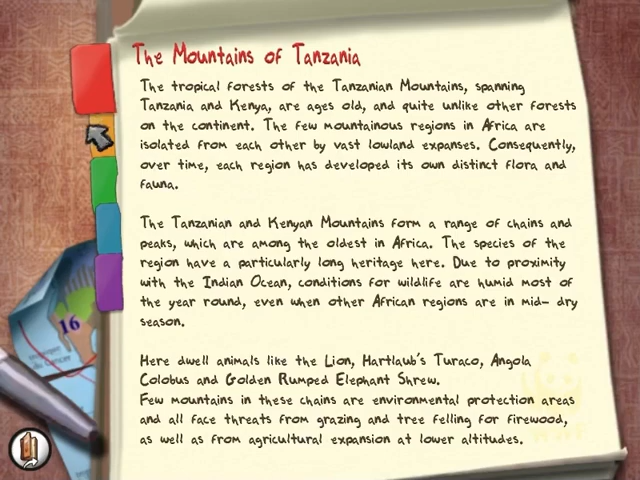 The Mountains of Tanzania
The tropical forests of the Tanzanian Mountains, spanning
Tanzania and Kenya, are ages old, and quite unlike other forests
on the continent. The few mountainous regions in Africa are
isolated from each other by vast lowland expanses. Consequently,
over time, each region has developed its own distinct flora and
fauna.
The Tanzanian and Kenyan Mountains form a range of chains and
peaks, which are among the oldest in Africa. The species of the
region have a particularly long heritage here. Due to proximity
with the Indian Ocean, conditions for wildlife are humid most of
the year round, even when other African regions are in mid- dry
season.
Here dwell animals like the Lion, Hartlaub's Turaco, Angola
Colobus and Golden Rumped Elephant Shrew.
Few mountains in these chains are environmental protection areas
and all face threats from grazing and tree felling for firewood,
as well as from agricultural expansion at lower altitudes.
16
WWF